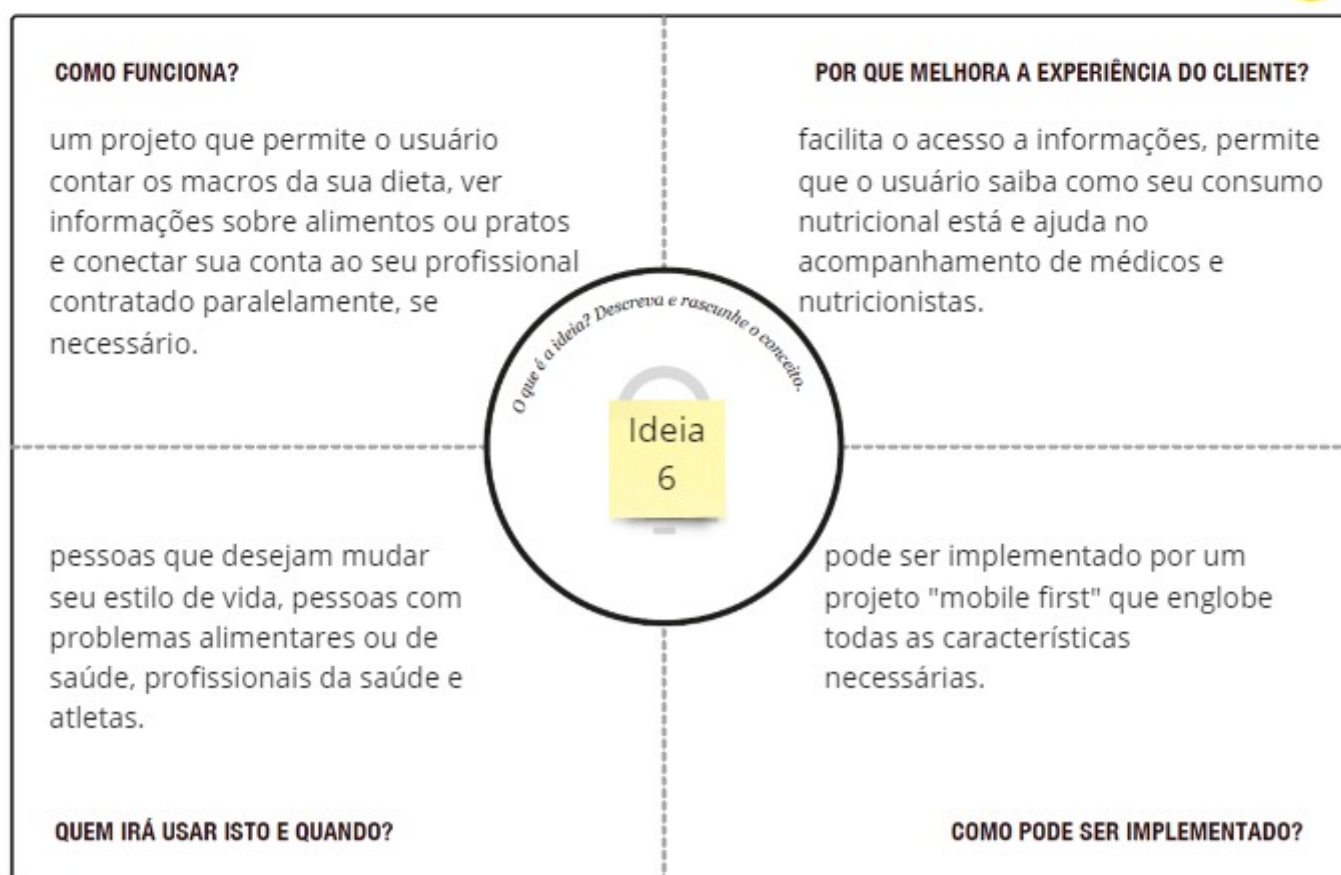 COMO FUNCIONA?
um projeto que permite o usuário
contar os macros da sua dieta, ver
informações sobre alimentos ou pratos
e conectar sua conta ao seu profissional
contratado paralelamente, se
necessário.
POR QUE MELHORA A EXPERIÊNCIA DO CLIENTE?
facilita o acesso a informações, permite
que o usuário saiba como seu consumo
nutricional está e ajuda no
acompanhamento de médicos e
nutricionistas.
O que é a ideia? Descreva e rascunhe o conceito.
Ideia
6
pessoas que desejam mudar
seu estilo de vida, pessoas com
problemas alimentares ou de
saúde, profissionais da saúde e
atletas.
QUEM IRÁ USAR ISTO E QUANDO?
pode ser implementado por um
projeto "mobile first" que englobe
todas as características
necessárias.
COMO PODE SER IMPLEMENTADO?